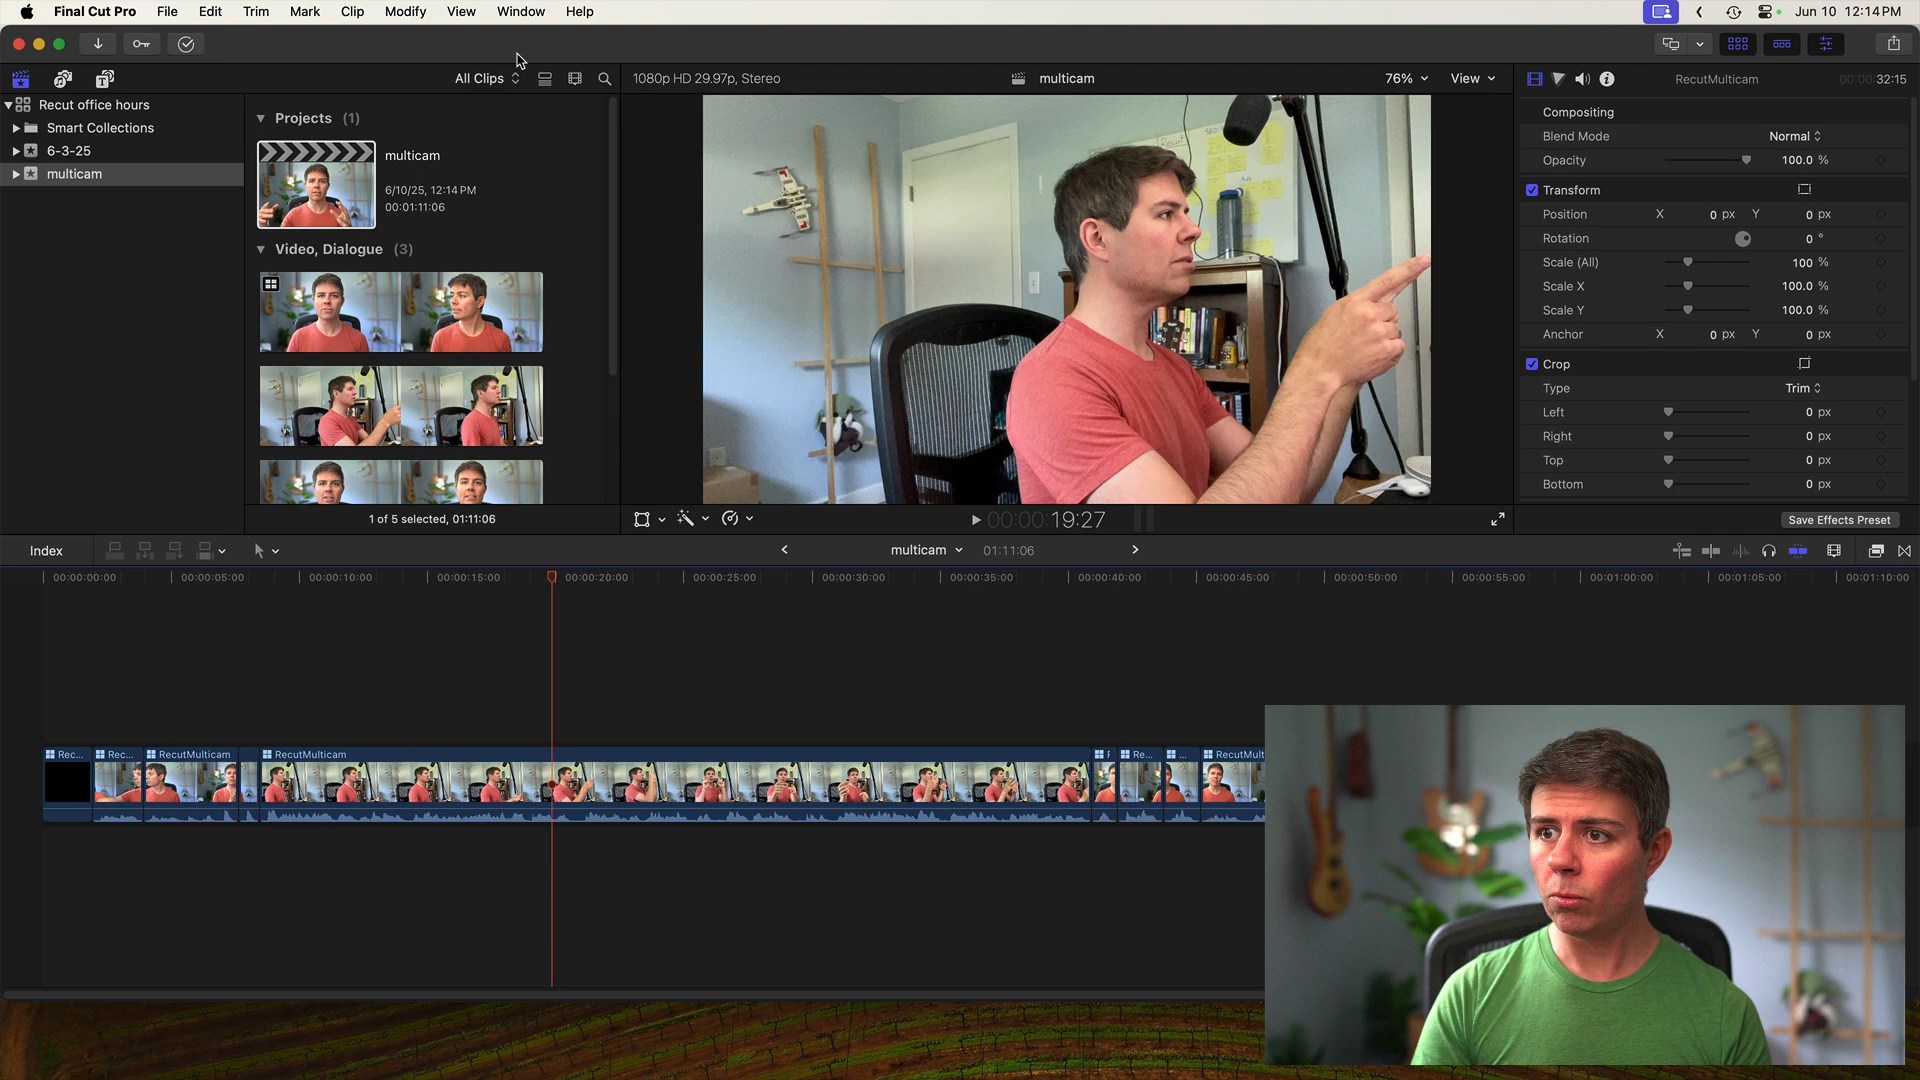 Final Cut Pro File Edit Trim Mark Clip Modify View Window Help
Jun 10 12:14 PM
All Clips
1080p HD 29.97p, Stereo
multicam
76%
View
RecutMulticam
00:00:32:15
Recut office hours
Smart Collections
6-3-25
multicam
Projects (1)
multicam
6/10/25, 12:14 PM
00:01:11:06
Video, Dialogue (3)
1 of 5 selected, 01:11:06
00:00:19:27
Compositing
Blend Mode Normal
Opacity 100.0 %
Transform
Position X 0 px Y 0 px
Rotation 0 °
Scale (All) 100 %
Scale X 100.0 %
Scale Y 100.0 %
Anchor X 0 px Y 0 px
Crop
Type Trim
Left 0 px
Right 0 px
Top 0 px
Bottom 0 px
Save Effects Preset
Index
multicam
01:11:06
00:00:00:00 00:00:05:00 00:00:10:00 00:00:15:00 00:00:20:00 00:00:25:00 00:00:30:00 00:00:35:00 00:00:40:00 00:00:45:00 00:00:50:00 00:00:55:00 00:01:00:00 00:01:05:00 00:01:10:00
Rec... Rec... RecutMulticam RecutMulticam Re... ... RecutMult